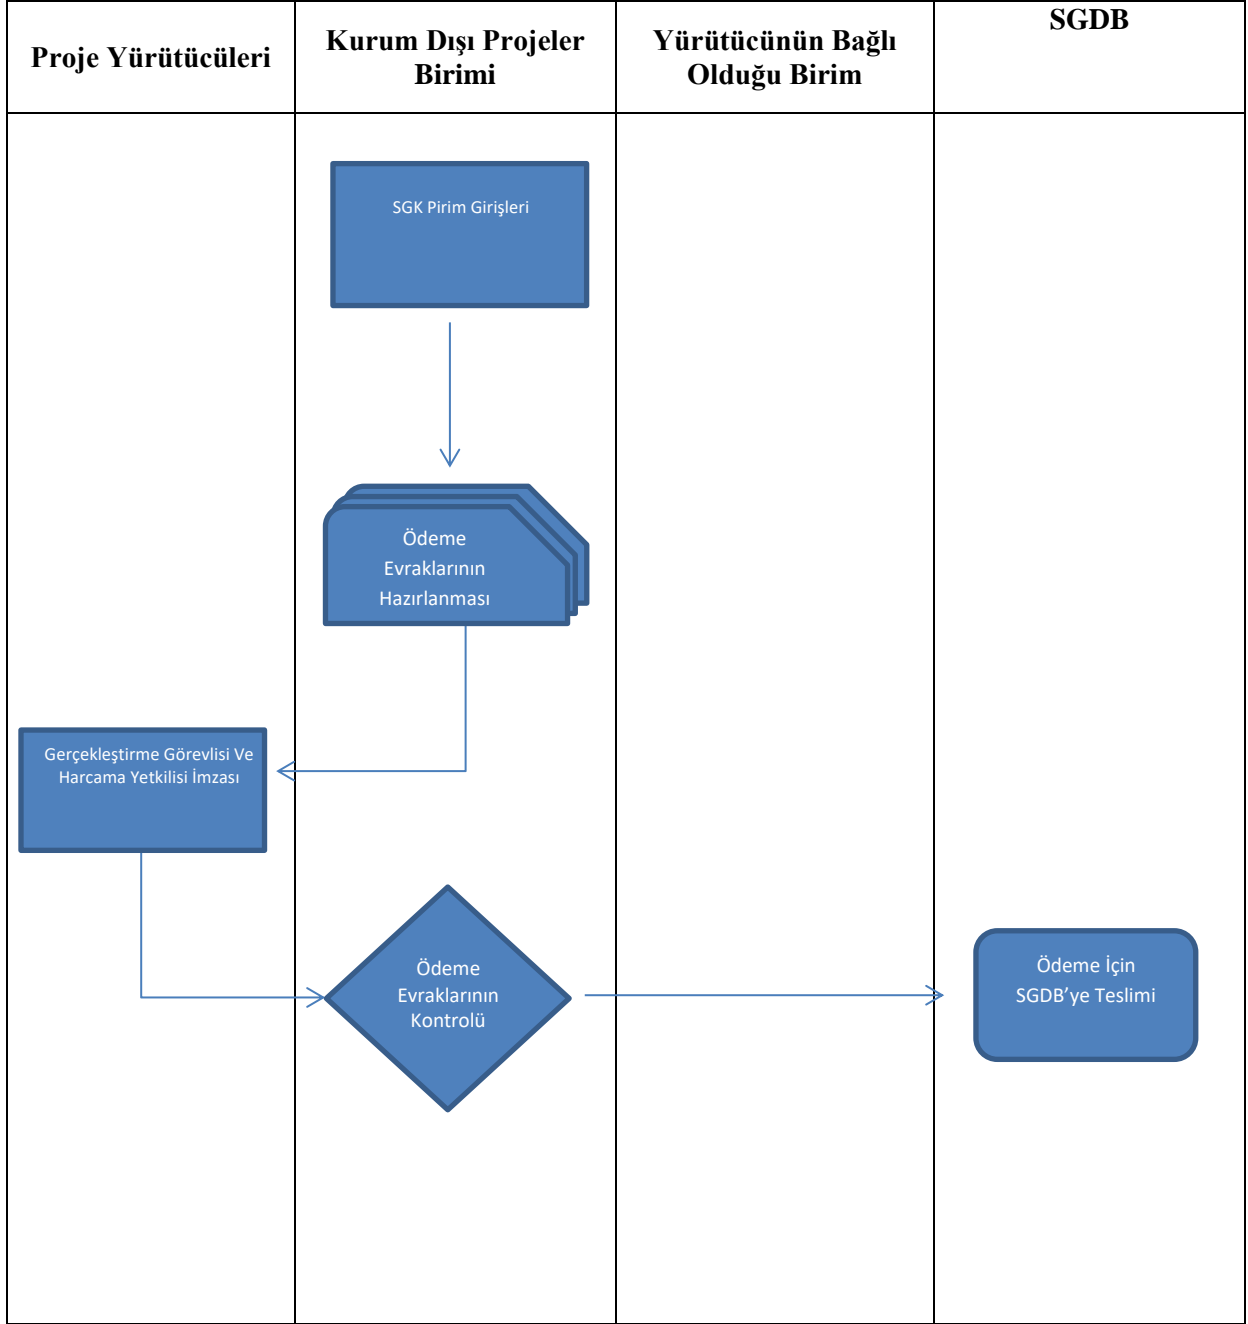 Proje Yürütücüleri
Kurum Dışı Projeler
Birimi
Yürütücünün Bağlı
Olduğu Birim
SGDB
SGK Pirim Girişleri
Ödeme
Evraklarının
Hazırlanması
Gerçekleştirme Görevlisi Ve
Harcama Yetkilisi İmzası
Ödeme
Evraklarının
Kontrolü
Ödeme İçin
SGDB’ye Teslimi